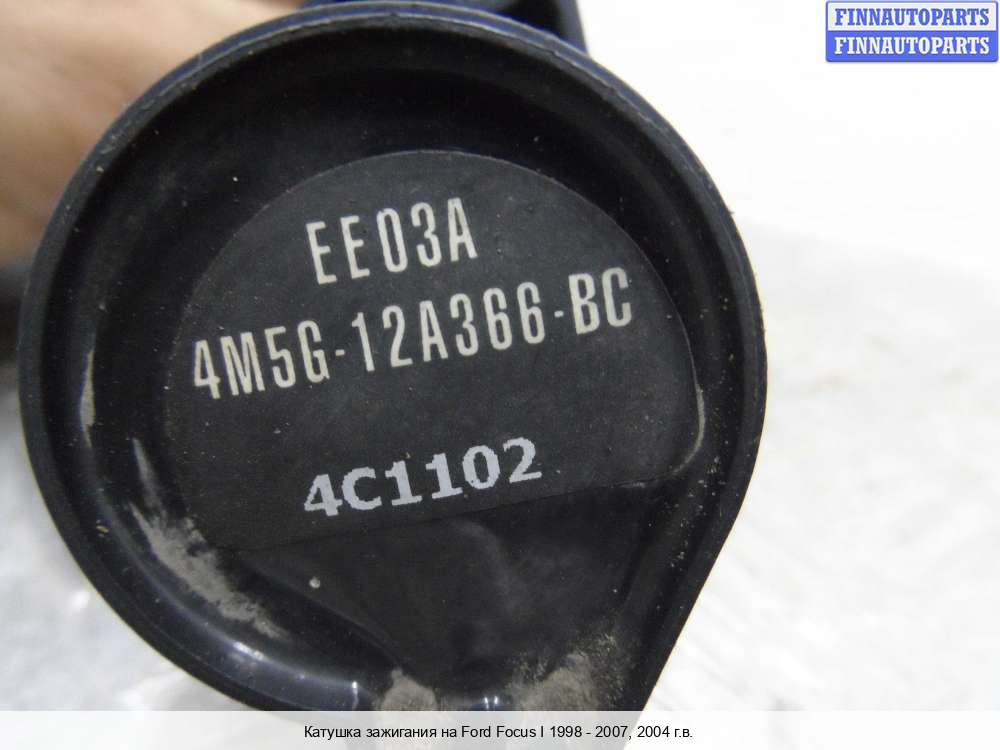 FINNAUTOPARTS
FINNAUTOPARTS
EE03A
4M5G-12A366-BC
4C1102
Катушка зажигания на Ford Focus I 1998 - 2007, 2004 г.в.